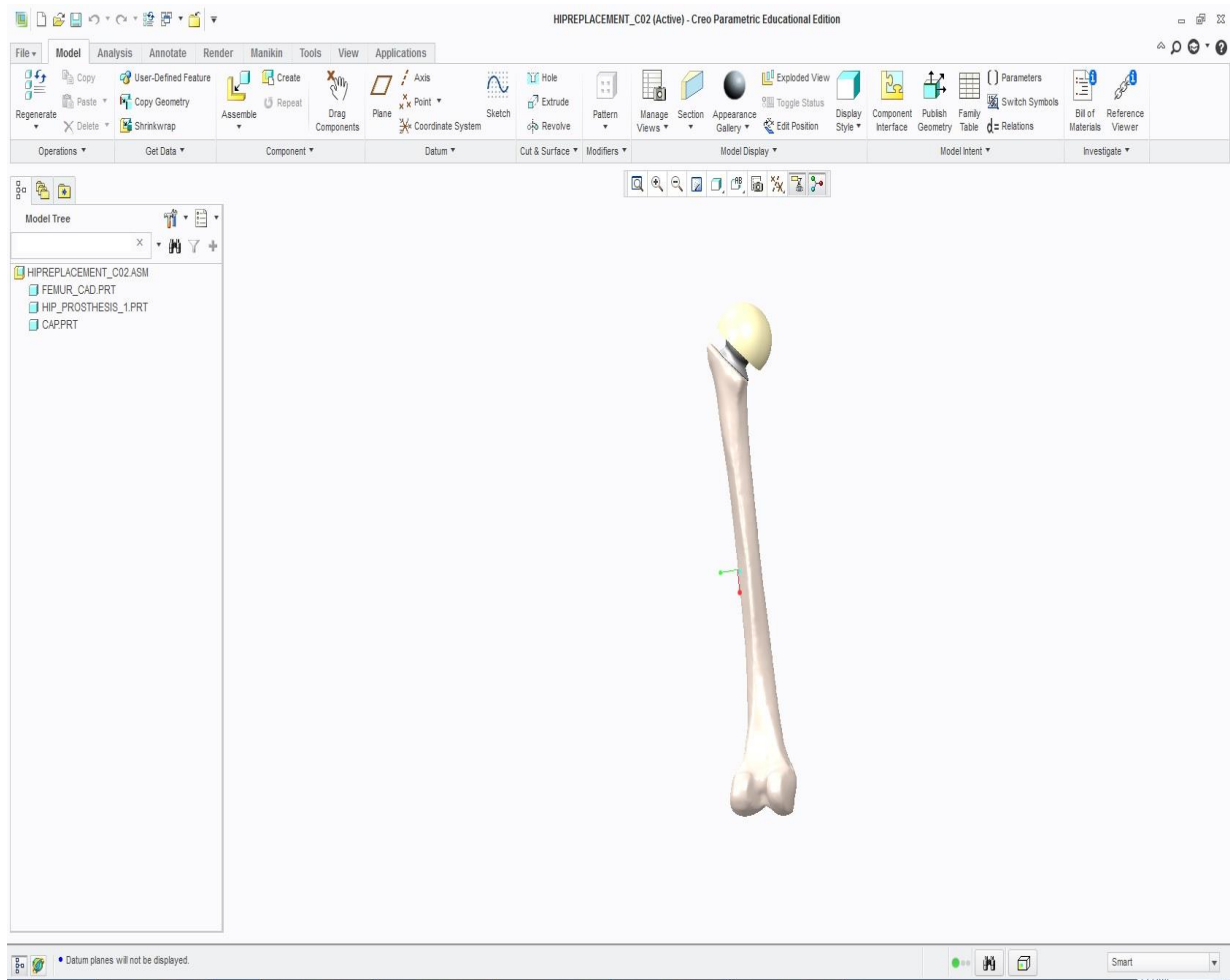 HIPREPLACEMENT_C02 (Active) - Creo Parametric Educational Edition
File Model Analysis Annotate Render Manikin Tools View Applications
Regenerate
Copy
Paste
Delete
Operations
User-Defined Feature
Copy Geometry
Shrinkwrap
Get Data
Assemble
Create
Repeat
Drag
Components
Component
Plane
Axis
Point
Coordinate System
Sketch
Datum
Hole
Extrude
Revolve
Cut & Surface
Pattern
Modifiers
Manage
Views
Section
Appearance
Gallery
Exploded View
Toggle Status
Edit Position
Display
Style
Model Display
Component
Interface
Publish
Geometry
Family
Table
Parameters
Switch Symbols
d= Relations
Model Intent
Bill of
Materials
Reference
Viewer
Investigate
Model Tree
HIPREPLACEMENT_C02.ASM
FEMUR_CAD.PRT
HIP_PROSTHESIS_1.PRT
CAP.PRT
Datum planes will not be displayed.
Smart